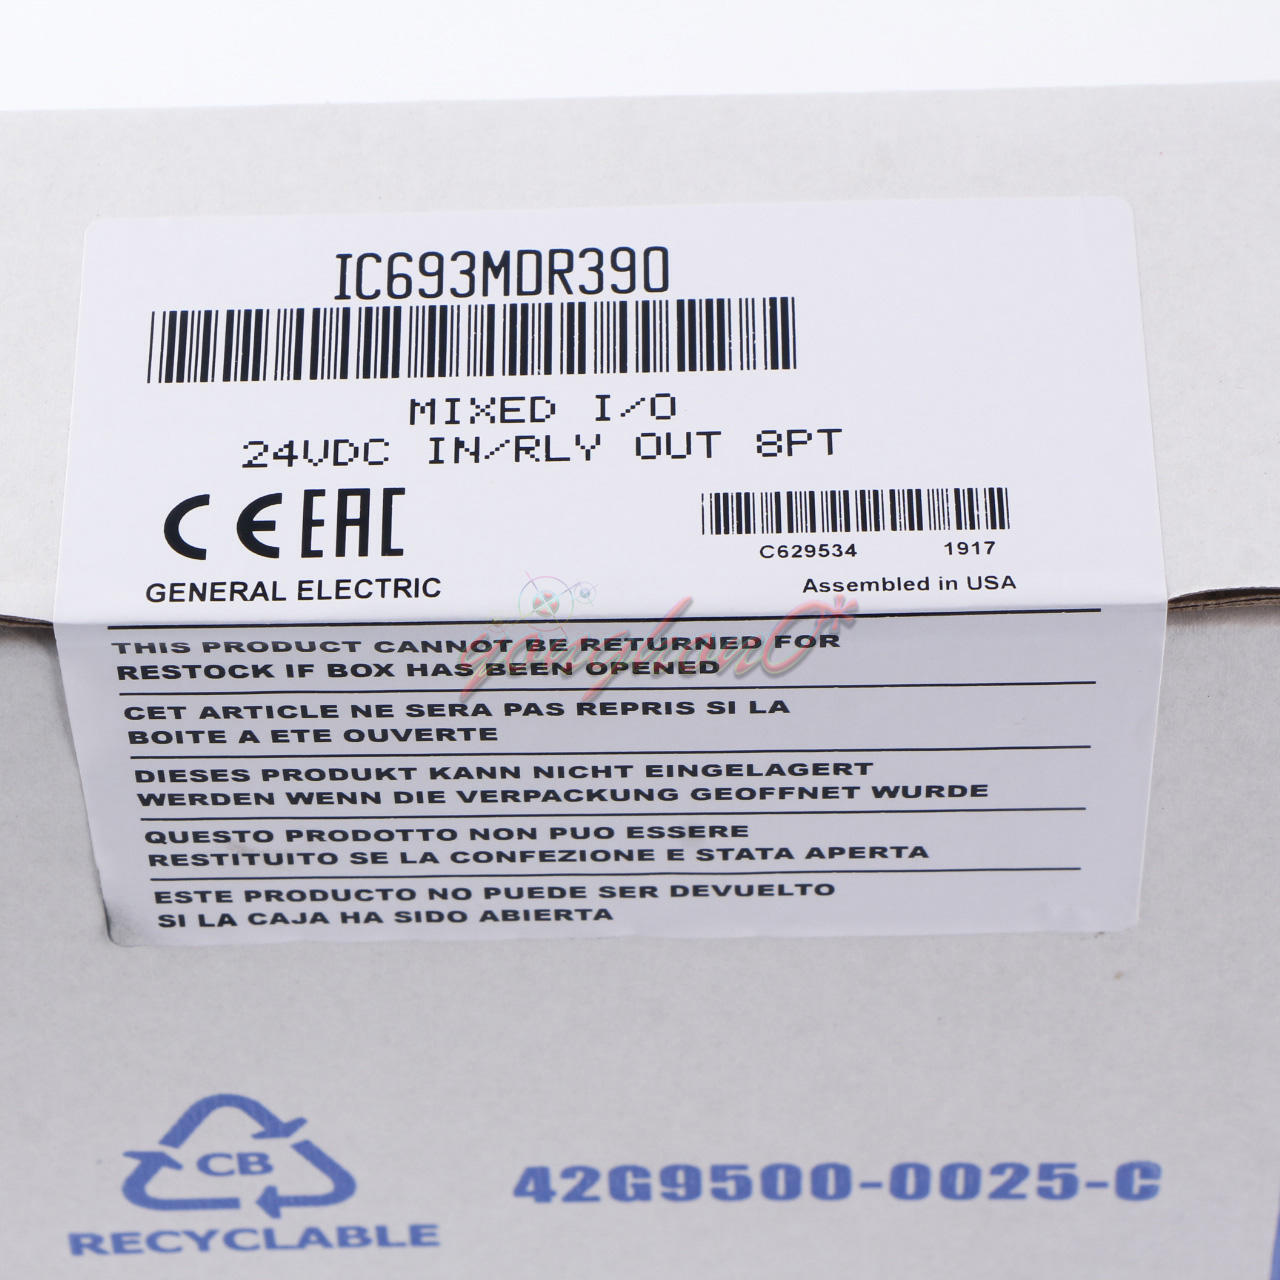 IC693MDR390
MIXED I/O
24VDC IN/RLY OUT 8PT
CE EAC
C629534 1917
GENERAL ELECTRIC
Assembled in USA
THIS PRODUCT CANNOT BE RETURNED FOR
RESTOCK IF BOX HAS BEEN OPENED
CET ARTICLE NE SERA PAS REPRIS SI LA
BOITE A ETE OUVERTE
DIESES PRODUKT KANN NICHT EINGELAGERT
WERDEN WENN DIE VERPACKUNG GEOFFNET WURDE
QUESTO PRODOTTO NON PUO ESSERE
RESTITUITO SE LA CONFEZIONE E STATA APERTA
ESTE PRODUCTO NO PUEDE SER DEVUELTO
SI LA CAJA HA SIDO ABIERTA
CB
RECYCLABLE
42G9500-0025-C